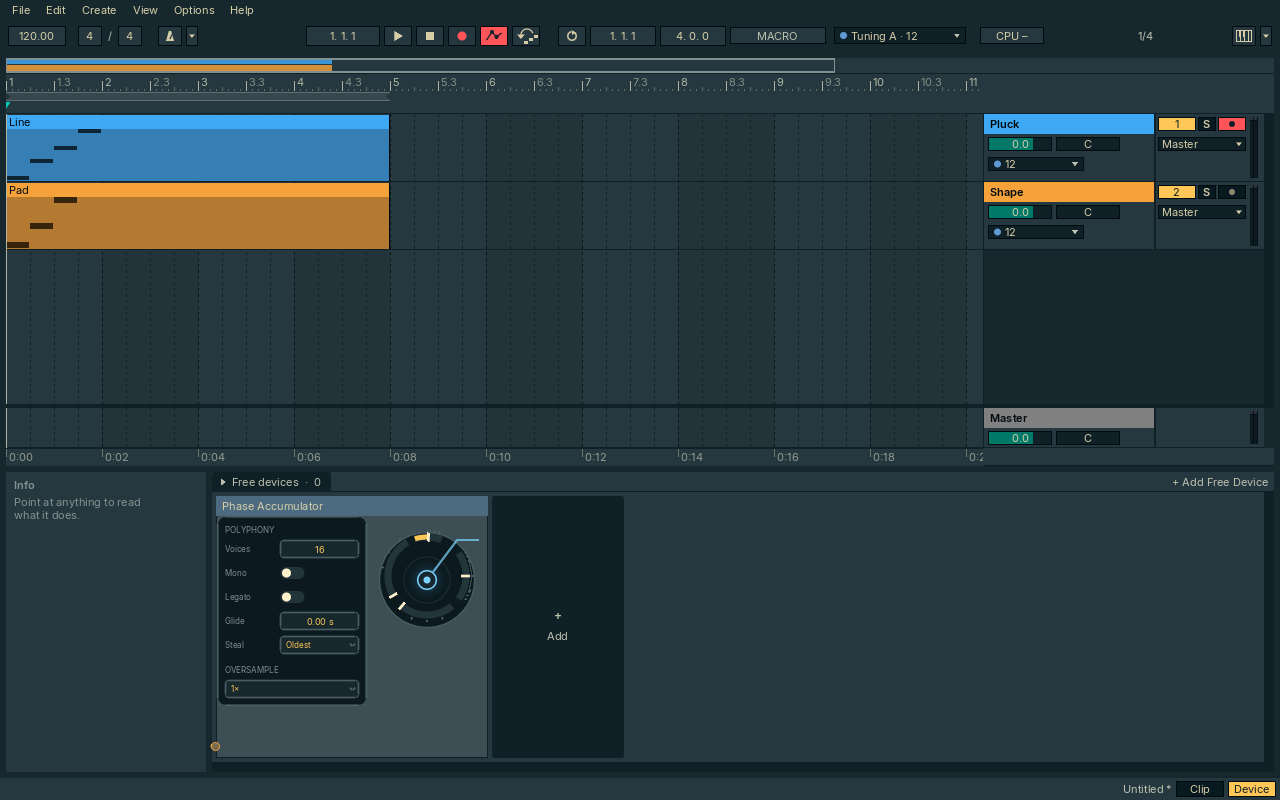 File Edit Create View Options Help
120.00 4 / 4 1. 1. 1 1. 1. 1 4. 0. 0 MACRO Tuning A · 12 CPU – 1/4
1 1.3 2 2.3 3 3.3 4 4.3 5 5.3 6 6.3 7 7.3 8 8.3 9 9.3 10 10.3 11
Line Pluck 1 S
0.0 C Master
12
Pad Shape 2 S
0.0 C Master
12
Master
0.0 C
0:00 0:02 0:04 0:06 0:08 0:10 0:12 0:14 0:16 0:18
Info Free devices · 0 + Add Free Device
Point at anything to read
what it does.
Phase Accumulator
POLYPHONY
Voices 16
Mono
Legato
Glide 0.00 s
Steal Oldest
OVERSAMPLE
1×
+
Add
Untitled * Clip Device